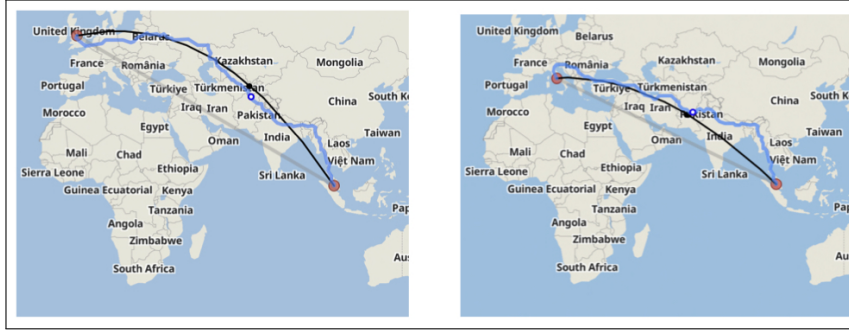 United Kingdom
Belarus
Kazakhstan
France România
Mongolia
Portugal
Türkiye Türkmenistan
Iraq Iran
China
South K
Morocco
Pakistan
Egypt
Taiwan
Oman
India
Laos
Mali
Chad
Việt Nam
Sierra Leone
Ethiopia
Sri Lanka
Guinea Ecuatorial Kenya
Tanzania
Pap
Angola
Zimbabwe
Aus
South Africa
United Kingdom
Belarus
France România
Kazakhstan
Mongolia
Portugal
Türkiye Türkmenistan
China
South K
Iraq Iran
Morocco
Pakistan
Egypt
India
Taiwan
Oman
Laos
Mali
Chad
Việt Nam
Sierra Leone
Ethiopia
Sri Lanka
Guinea Ecuatorial Kenya
Tanzania
Pap
Angola
Zimbabwe
Au
South Africa